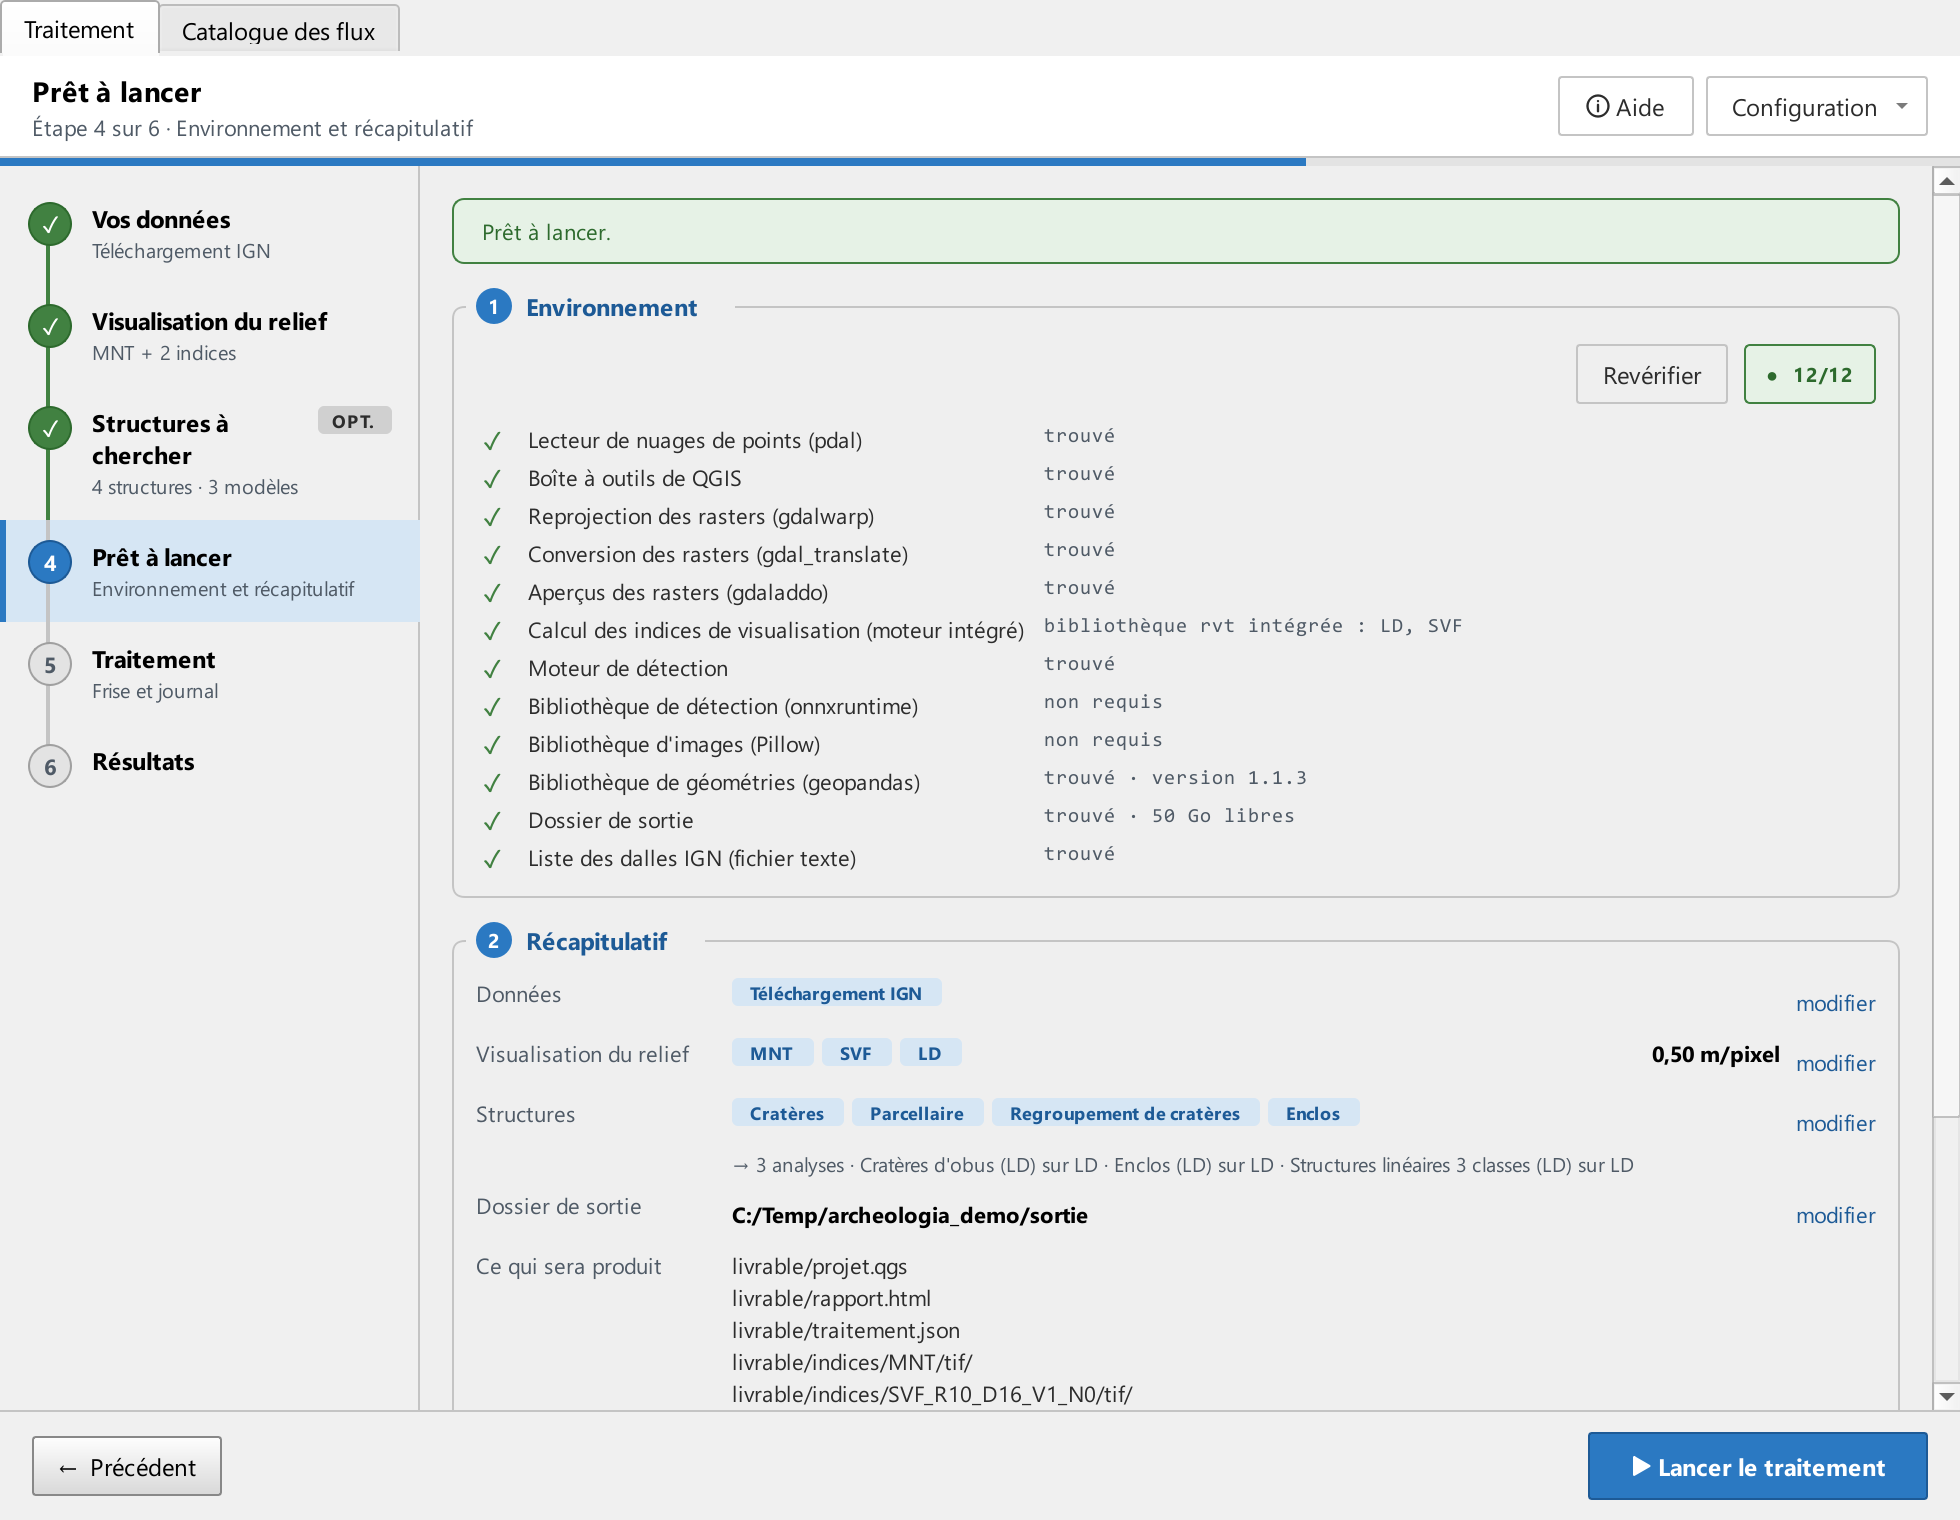 Traitement
Catalogue des flux
Prêt à lancer
Étape 4 sur 6 · Environnement et récapitulatif
Aide
Configuration
Vos données
Téléchargement IGN
Visualisation du relief
MNT + 2 indices
Structures à
chercher
OPT.
4 structures · 3 modèles
4
Prêt à lancer
Environnement et récapitulatif
5
Traitement
Frise et journal
6
Résultats
Prêt à lancer.
1 Environnement
Revérifier
● 12/12
✓ Lecteur de nuages de points (pdal) trouvé
✓ Boîte à outils de QGIS trouvé
✓ Reprojection des rasters (gdalwarp) trouvé
✓ Conversion des rasters (gdal_translate) trouvé
✓ Aperçus des rasters (gdaladdo) trouvé
✓ Calcul des indices de visualisation (moteur intégré) bibliothèque rvt intégrée : LD, SVF
✓ Moteur de détection trouvé
✓ Bibliothèque de détection (onnxruntime) non requis
✓ Bibliothèque d'images (Pillow) non requis
✓ Bibliothèque de géométries (geopandas) trouvé · version 1.1.3
✓ Dossier de sortie trouvé · 50 Go libres
✓ Liste des dalles IGN (fichier texte) trouvé
2 Récapitulatif
Données Téléchargement IGN modifier
Visualisation du relief MNT SVF LD 0,50 m/pixel modifier
Structures Cratères Parcellaire Regroupement de cratères Enclos modifier
→ 3 analyses · Cratères d'obus (LD) sur LD · Enclos (LD) sur LD · Structures linéaires 3 classes (LD) sur LD
Dossier de sortie C:/Temp/archeologia_demo/sortie modifier
Ce qui sera produit livrable/projet.qgs
livrable/rapport.html
livrable/traitement.json
livrable/indices/MNT/tif/
livrable/indices/SVF_R10_D16_V1_N0/tif/
← Précédent
▶ Lancer le traitement